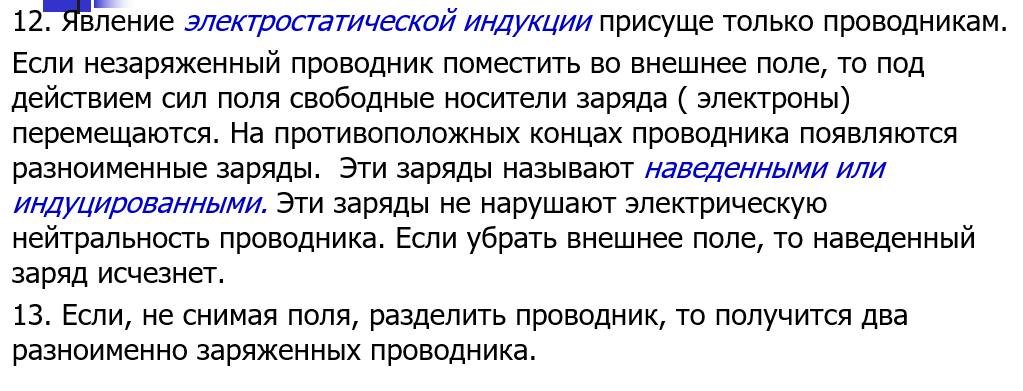 12. Явление электростатической индукции присуще только проводникам.
Если незаряженный проводник поместить во внешнее поле, то под
действием сил поля свободные носители заряда ( электроны)
перемещаются. На противоположных концах проводника появляются
разноименные заряды.  Эти заряды называют наведенными или
индуцированными. Эти заряды не нарушают электрическую
нейтральность проводника. Если убрать внешнее поле, то наведенный
заряд исчезнет.
13. Если, не снимая поля, разделить проводник, то получится два
разноименно заряженных проводника.